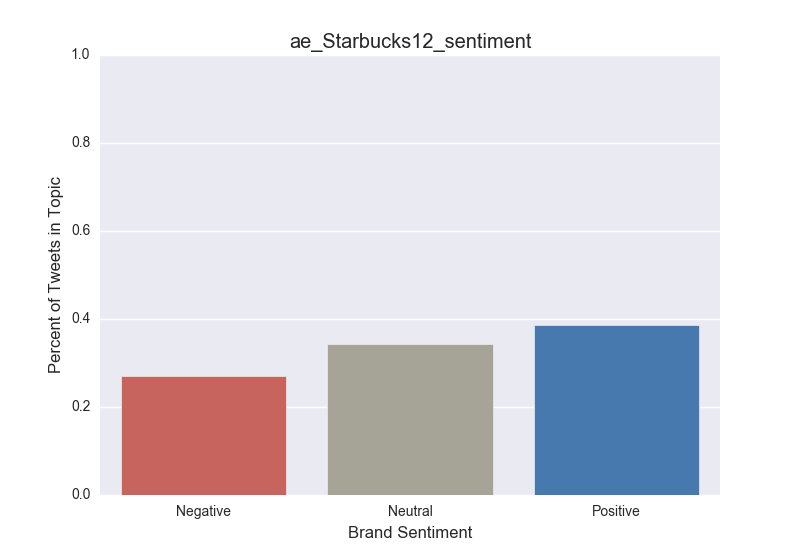 ae_Starbucks12_sentiment
1.0
0.8
0.6
0.4
0.2
0.0
Percent of Tweets in Topic
Negative
Neutral
Positive
Brand Sentiment